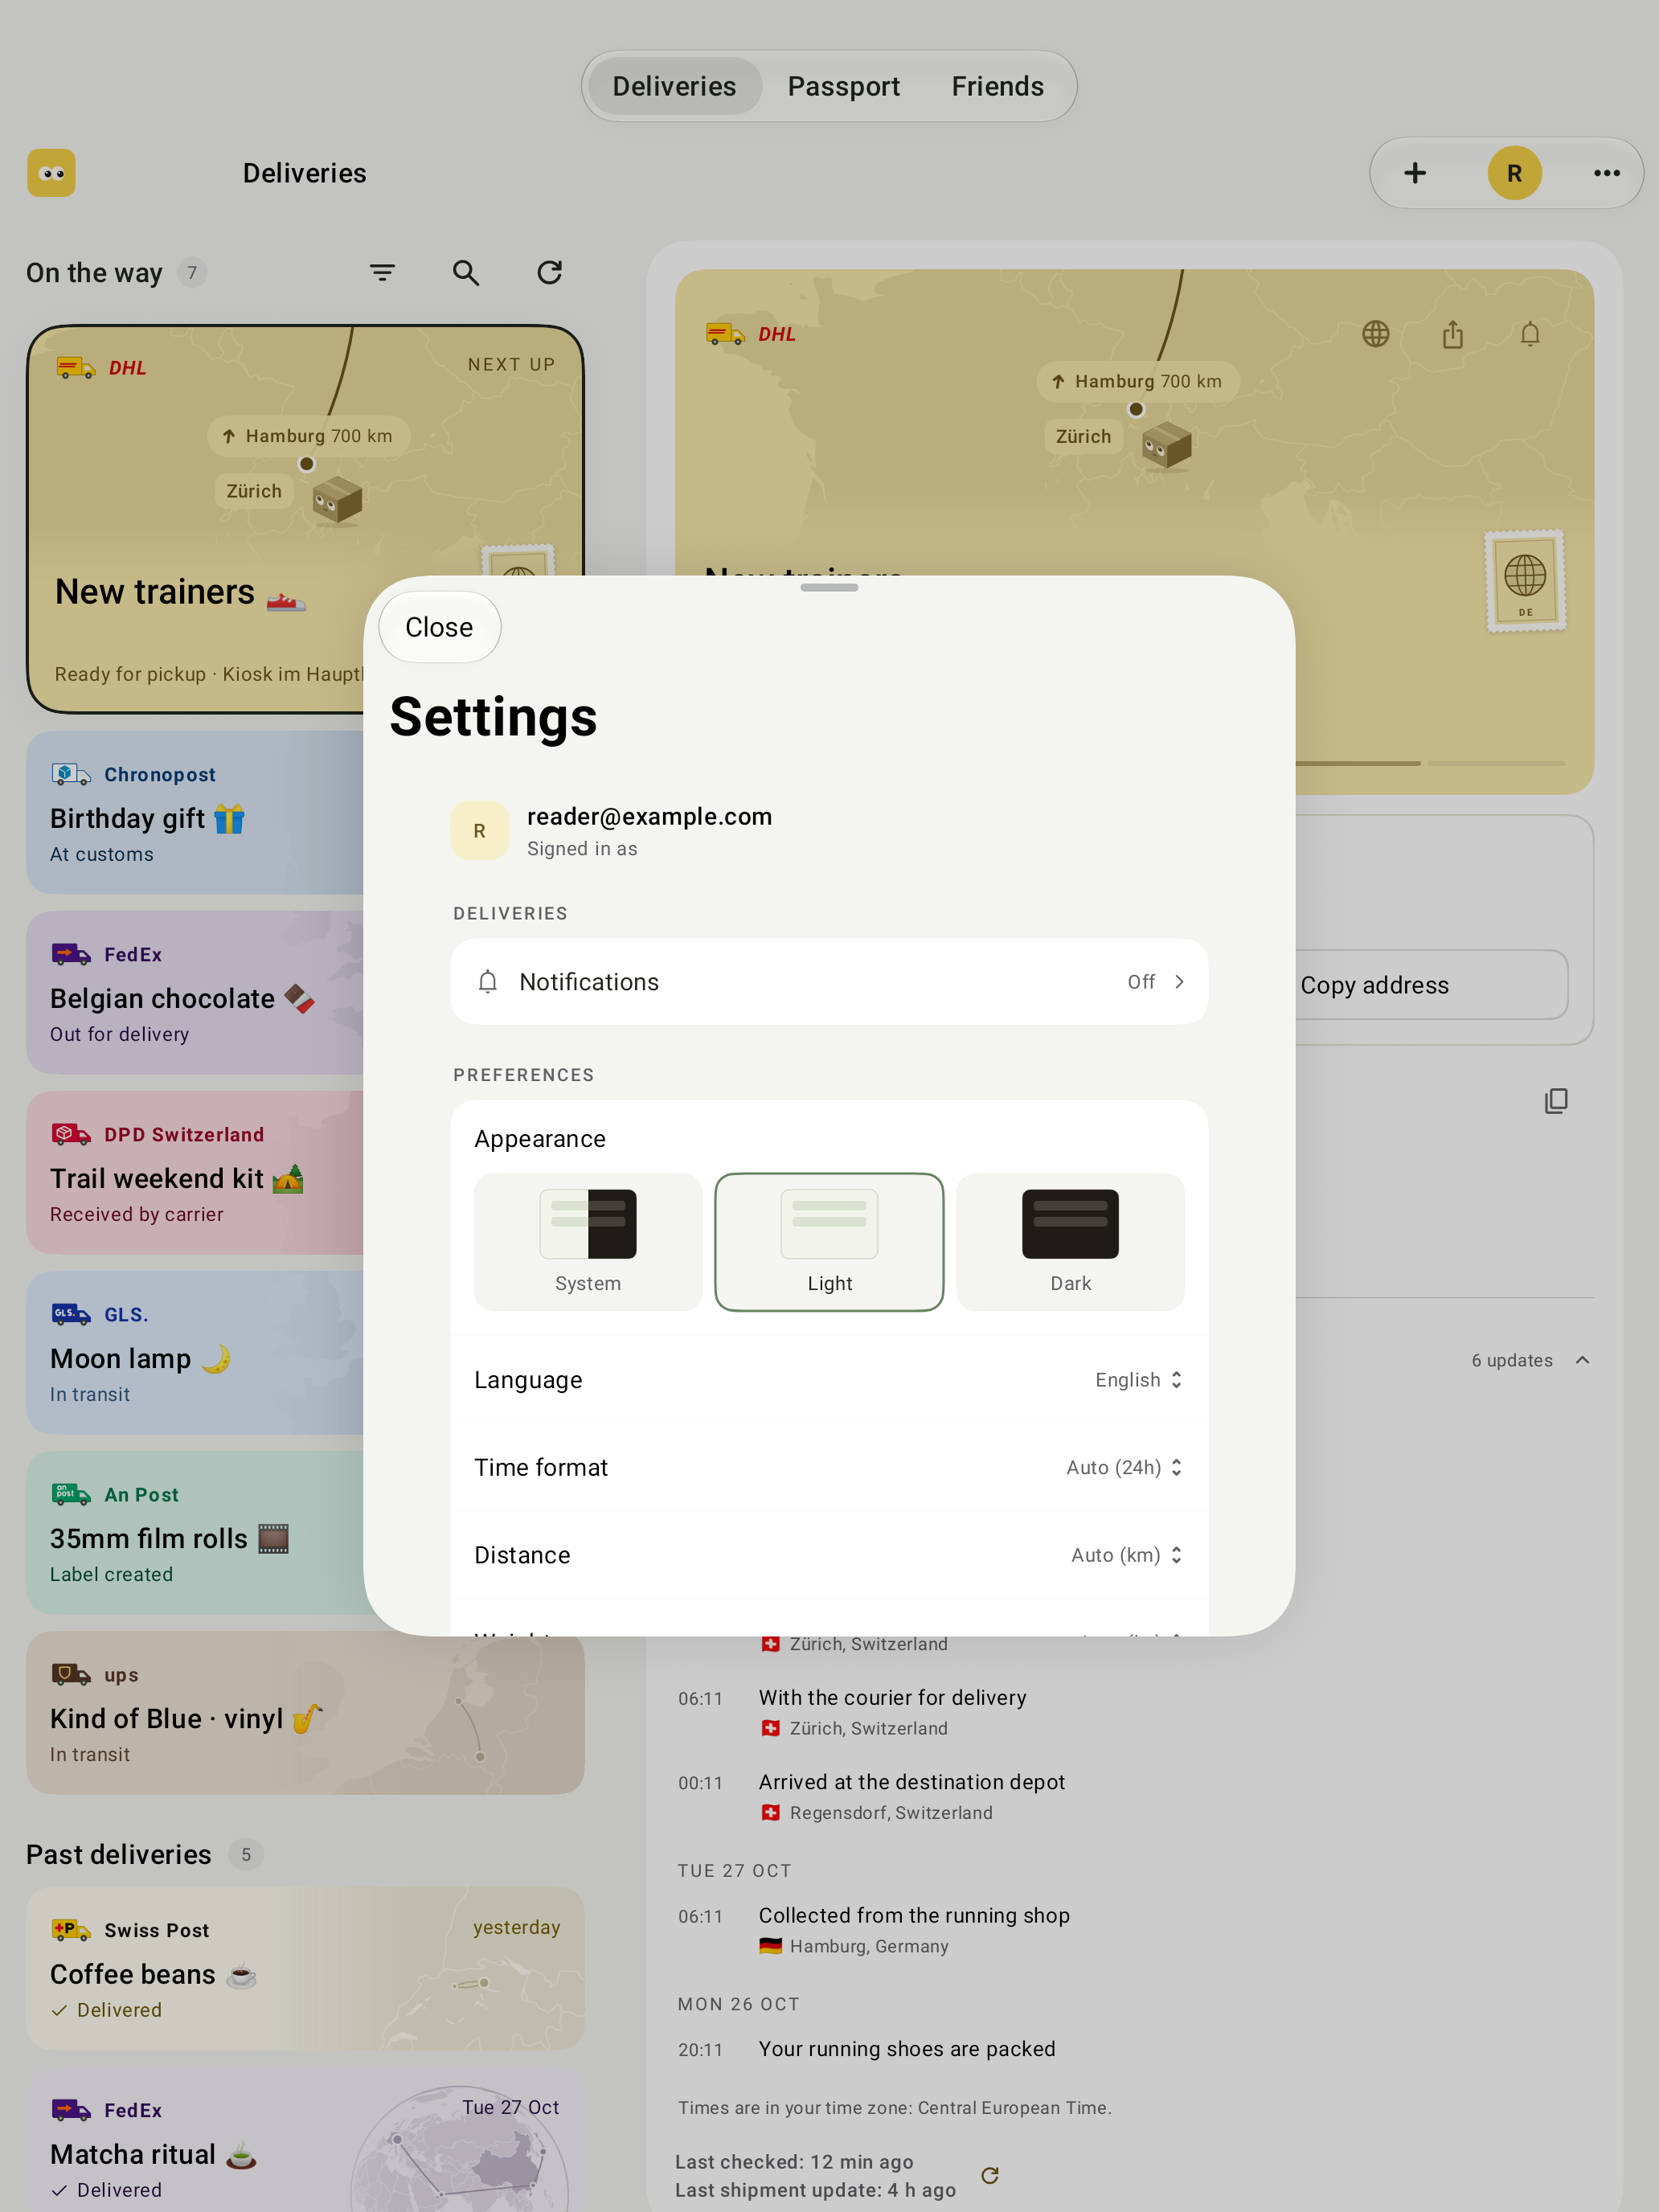 Deliveries
Passport
Friends
Deliveries
R
On the way 7
DHL
NEXT UP
Hamburg 700 km
Zürich
New trainers 👟
Ready for pickup · Kiosk im
Chronopost
Birthday gift 🎁
At customs
FedEx
Belgian chocolate 🍫
Out for delivery
DPD Switzerland
Trail weekend kit 🏕️
Received by carrier
GLS.
GLS.
Moon lamp 🌙
In transit
an post
An Post
35mm film rolls 🎞️
Label created
ups
Kind of Blue · vinyl 🎷
In transit
Past deliveries 5
P
Swiss Post
yesterday
Coffee beans ☕
Delivered
FedEx
Tue 27 Oct
Matcha ritual 🍵
Delivered
DHL
Hamburg 700 km
Zürich
DE
Close
Settings
R
reader@example.com
Signed in as
DELIVERIES
Notifications
Off
PREFERENCES
Appearance
System
Light
Dark
Language
English
Time format
Auto (24h)
Distance
Auto (km)
Copy address
6 updates
Zürich, Switzerland
06:11
With the courier for delivery
Zürich, Switzerland
00:11
Arrived at the destination depot
Regensdorf, Switzerland
TUE 27 OCT
06:11
Collected from the running shop
Hamburg, Germany
MON 26 OCT
20:11
Your running shoes are packed
Times are in your time zone: Central European Time.
Last checked: 12 min ago
Last shipment update: 4 h ago